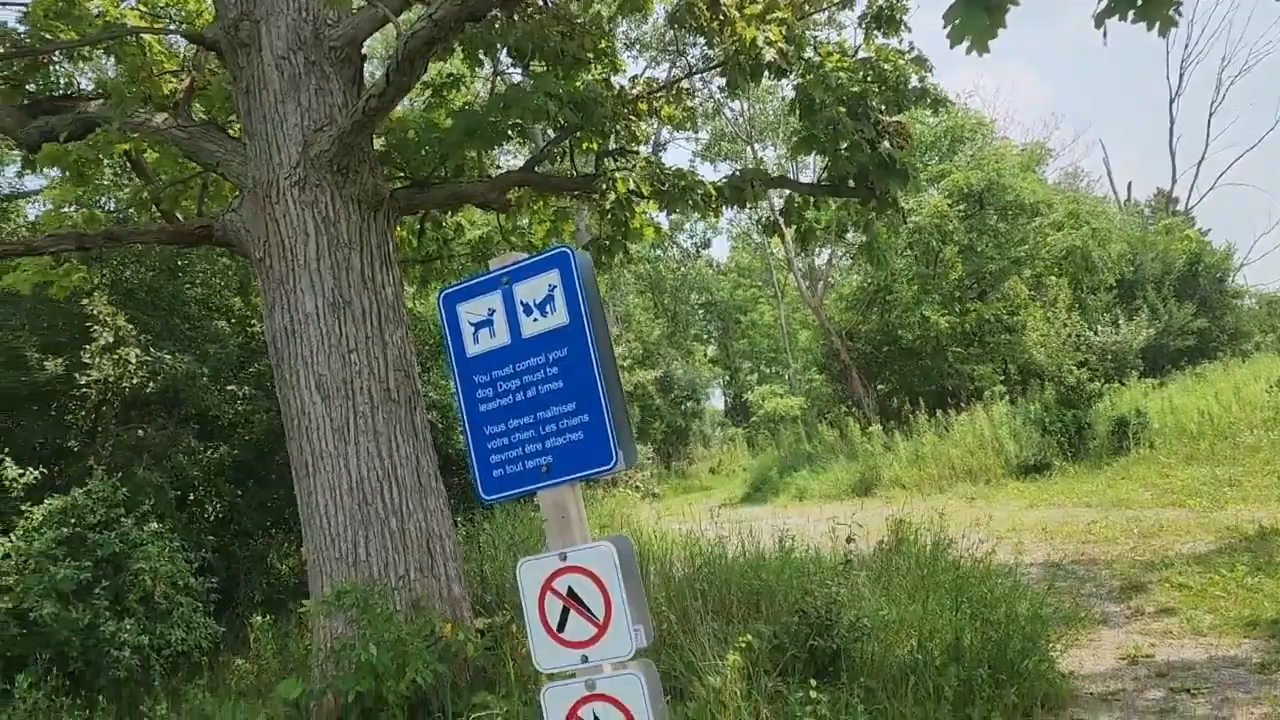 You must control your
dog. Dogs must be
leashed at all times
Vous devez maîtriser
votre chien. Les chiens
devront être attaches
en tout temps